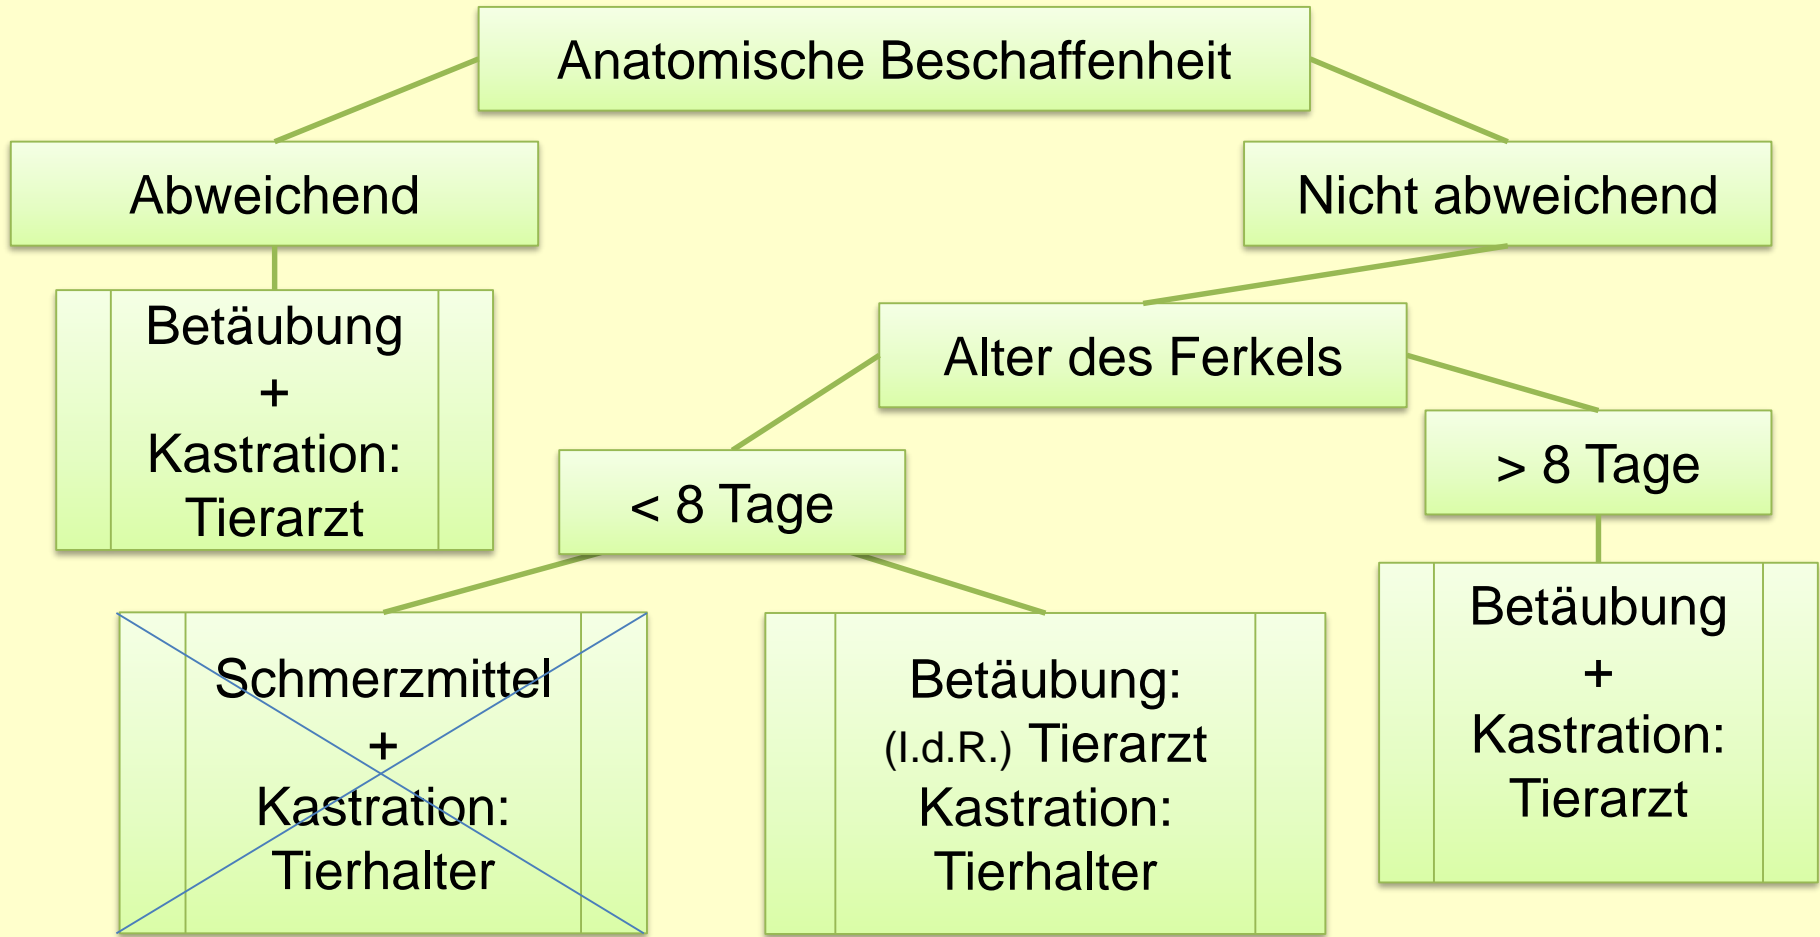 Anatomische Beschaffenheit
Abweichend
Nicht abweichend
Betäubung
+
Kastration:
Tierarzt
Alter des Ferkels
< 8 Tage
> 8 Tage
Schmerzmittel
+
Kastration:
Tierhalter
Betäubung:
(I.d.R.) Tierarzt
Kastration:
Tierhalter
Betäubung
+
Kastration:
Tierarzt